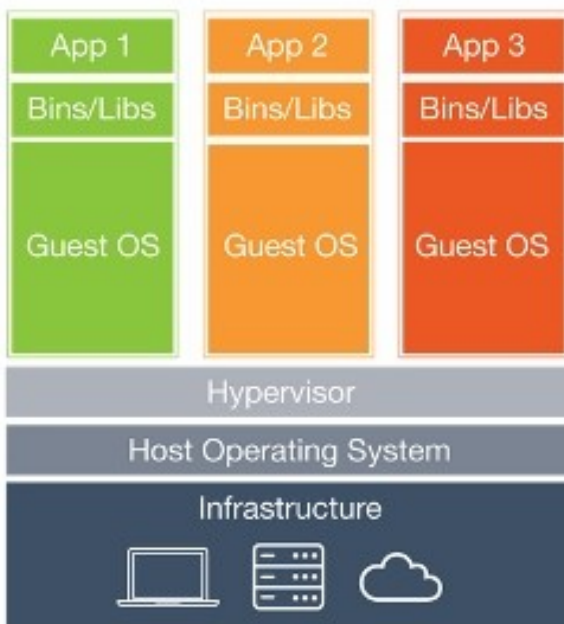 App 1
App 2
App 3
Bins/Libs
Bins/Libs
Bins/Libs
Guest OS
Guest OS
Guest OS
Hypervisor
Host Operating System
Infrastructure